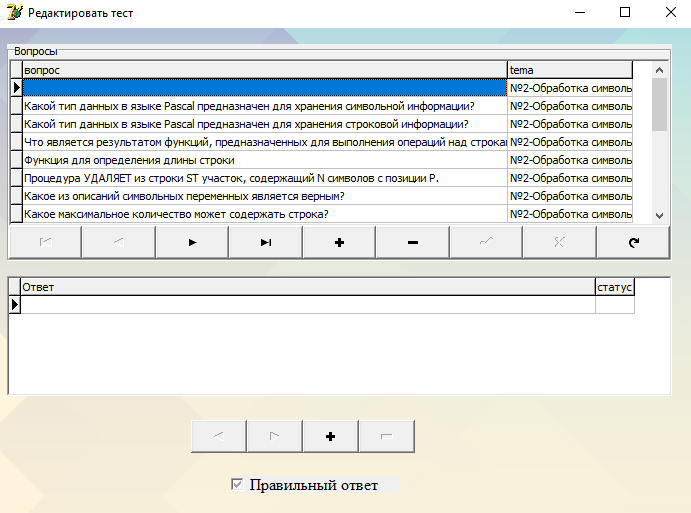 Редактировать тест
Вопросы
вопрос tema
№2-Обработка символь
Какой тип данных в языке Pascal предназначен для хранения символьной информации? №2-Обработка символь
Какой тип данных в языке Pascal предназначен для хранения строковой информации? №2-Обработка символь
Что является результатом функций, предназначенных для выполнения операций над строка №2-Обработка символь
Функция для определения длины строки №2-Обработка символь
Процедура УДАЛЯЕТ из строки ST участок, содержащий N символов с позиции P. №2-Обработка символь
Какое из описаний символьных переменных является верным? №2-Обработка символь
Какое максимальное количество может содержать строка? №2-Обработка символь
Ответ статус
Правильный ответ